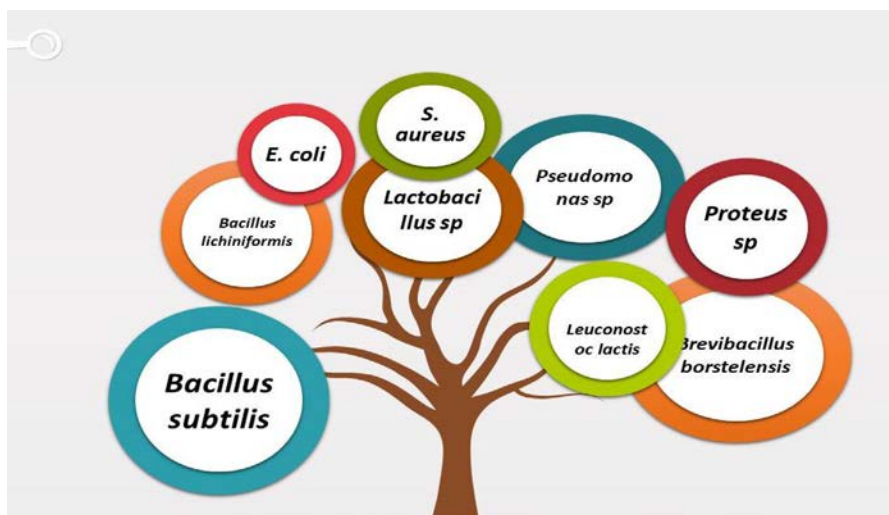 S.
aureus
E. coli
Lactobaci
llus sp
Pseudomo
nas sp
Proteus
sp
Bacillus
lichiniformis
Leuconost
oc lactis
Brevibacillus
borstelensis
Bacillus
subtilis